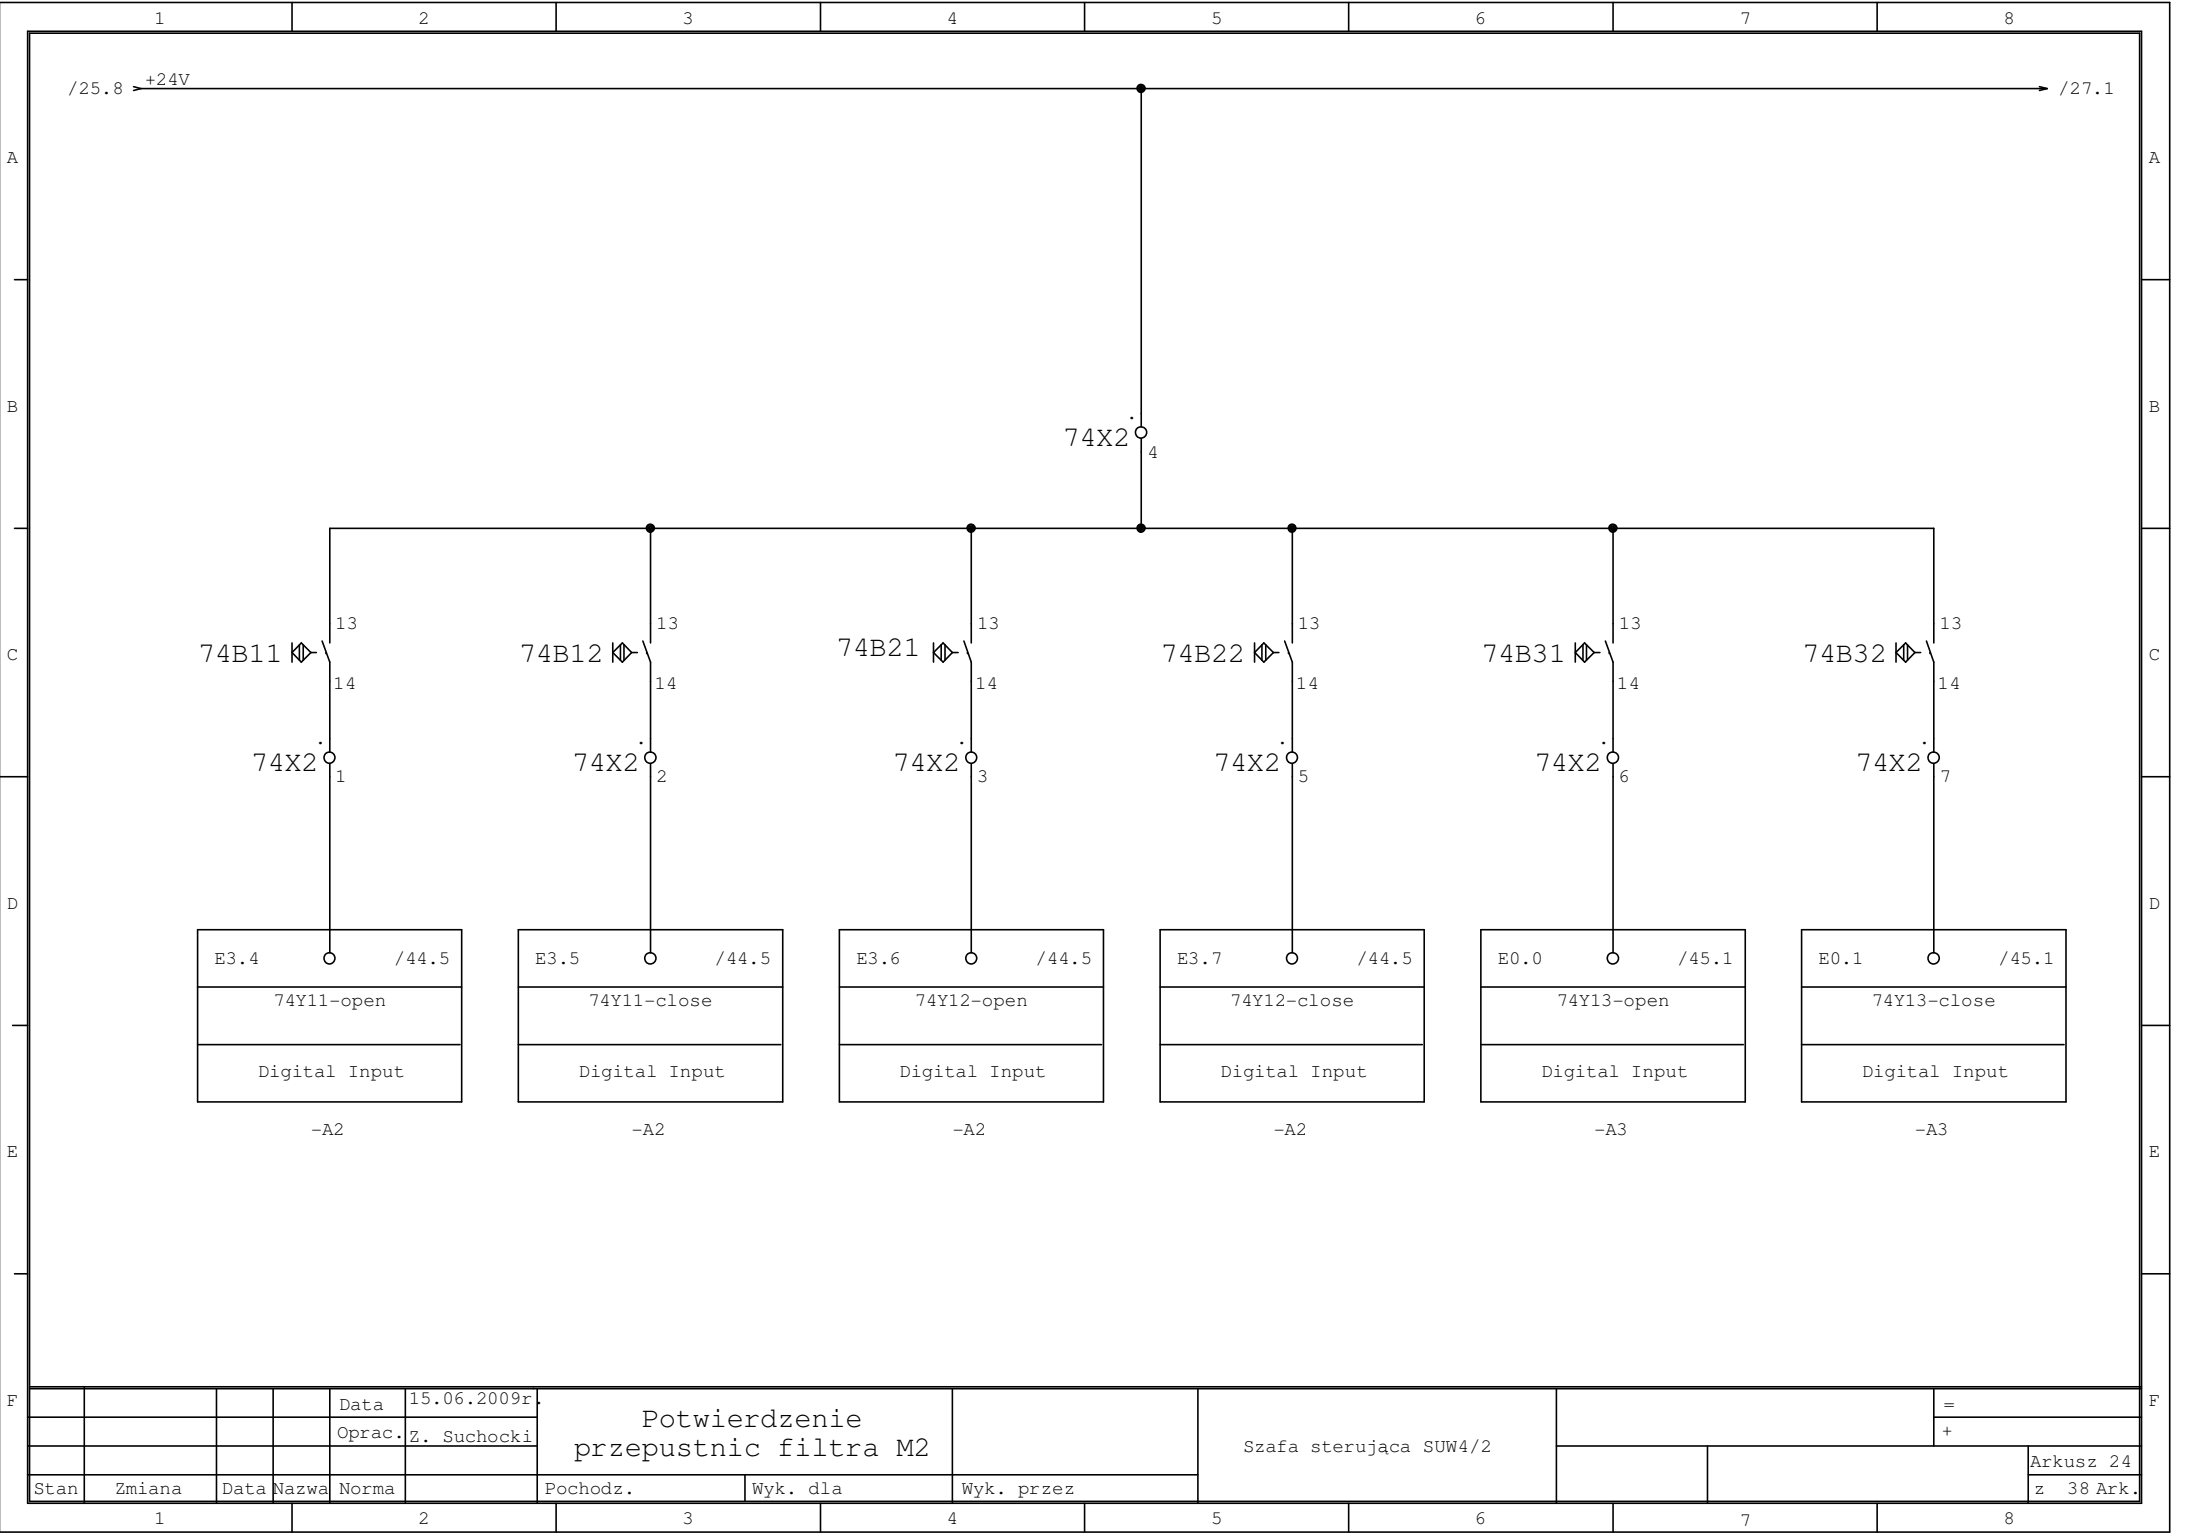 1 2 3 4 5 6 7 8
/25.8 +24V /27.1
A A
B B
74X2 4
13 13 13 13 13 13
74B11 74B12 74B21 74B22 74B31 74B32
C C
14 14 14 14 14 14
74X2 74X2 74X2 74X2 74X2 74X2
1 2 3 5 6 7
D D
E3.4 /44.5 E3.5 /44.5 E3.6 /44.5 E3.7 /44.5 E0.0 /45.1 E0.1 /45.1
74Y11-open 74Y11-close 74Y12-open 74Y12-close 74Y13-open 74Y13-close
Digital Input Digital Input Digital Input Digital Input Digital Input Digital Input
-A2 -A2 -A2 -A2 -A3 -A3
E E
F F
Data 15.06.2009r.
Oprac. Z. Suchocki
Potwierdzenie
przepustnic filtra M2
Szafa sterująca SUW4/2
=
+
Arkusz 24
Stan Zmiana Data Nazwa Norma Pochodz. Wyk. dla Wyk. przez z 38 Ark.
1 2 3 4 5 6 7 8